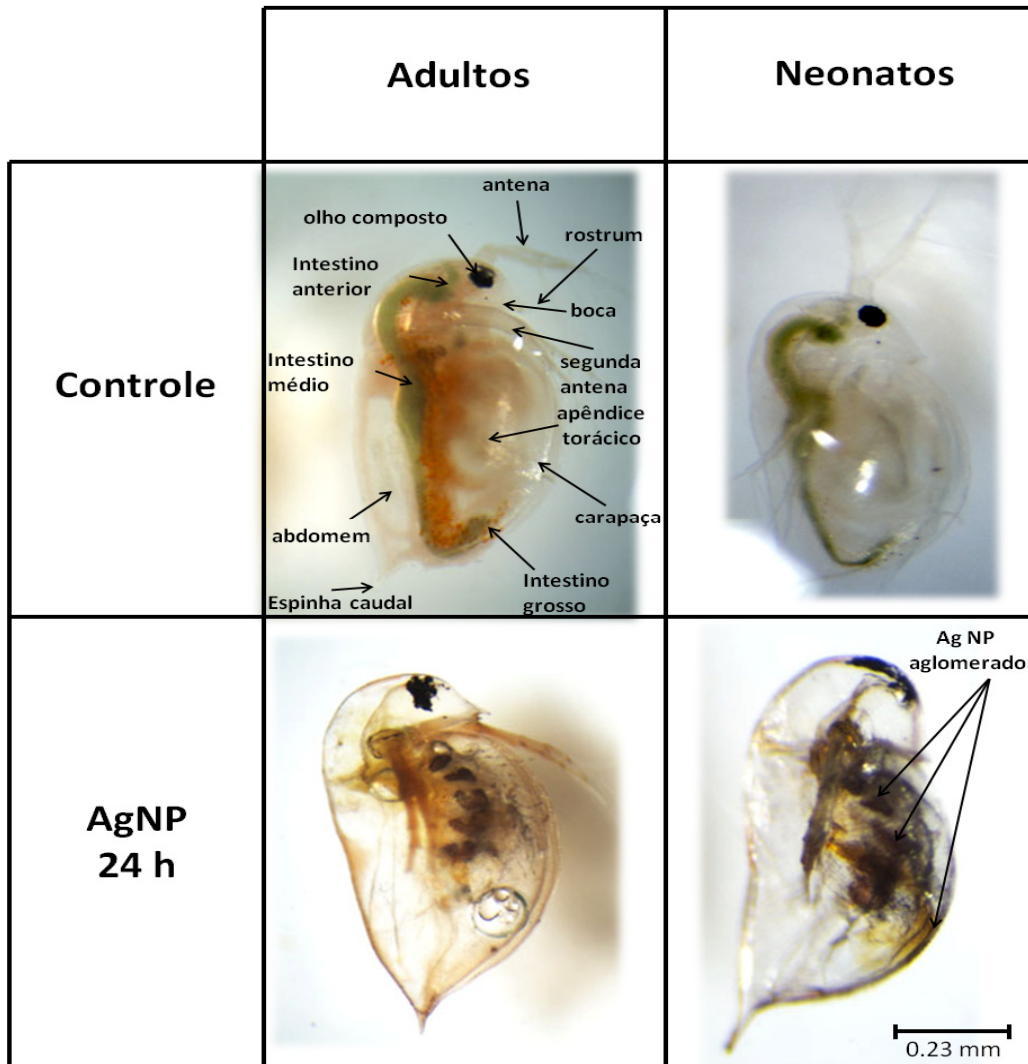 Adultos
Neonatos
Controle
antena
olho composto
rostrum
Intestino
anterior
boca
Intestino
médio
segunda
antena
apêndice
torácico
carapaça
abdomem
Espinha caudal
Intestino
grosso
AgNP
24 h
Ag NP
aglomerado
0.23 mm